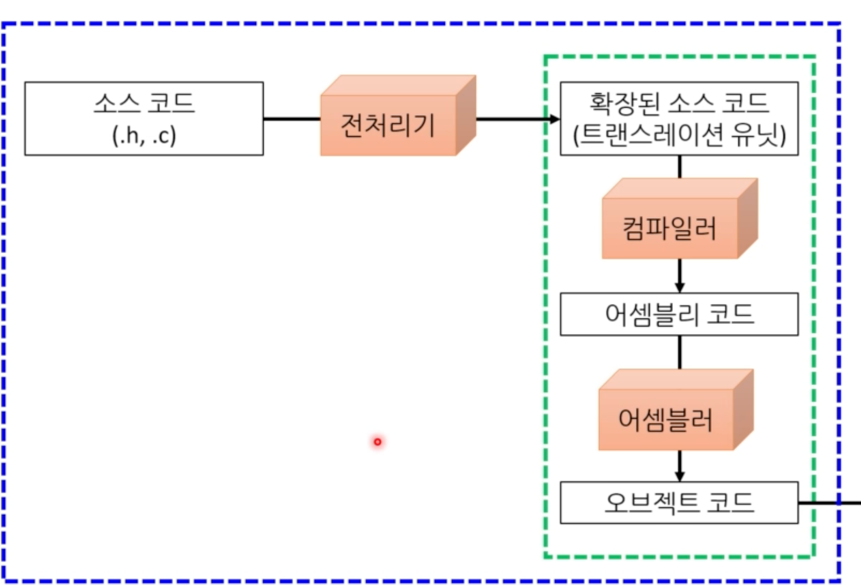 소스 코드
(.h, .c)
전처리기
확장된 소스 코드
(트랜스레이션 유닛)
컴파일러
어셈블리 코드
어셈블러
오브젝트 코드